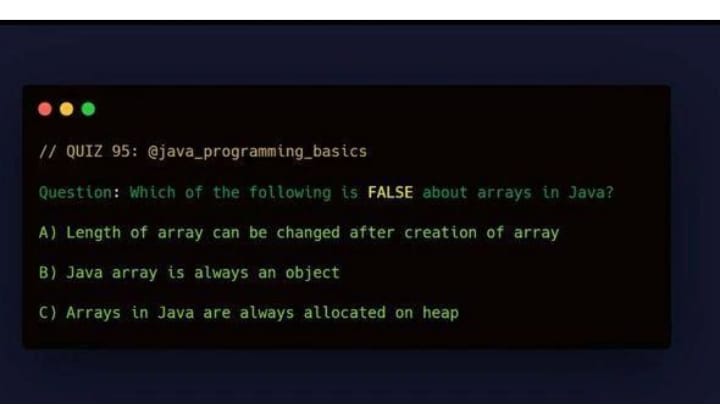 // QUIZ 95: @java_programming_basics
Question: Which of the following is FALSE about arrays in Java?
A) Length of array can be changed after creation of array
B) Java array is always an object
C) Arrays in Java are always allocated on heap